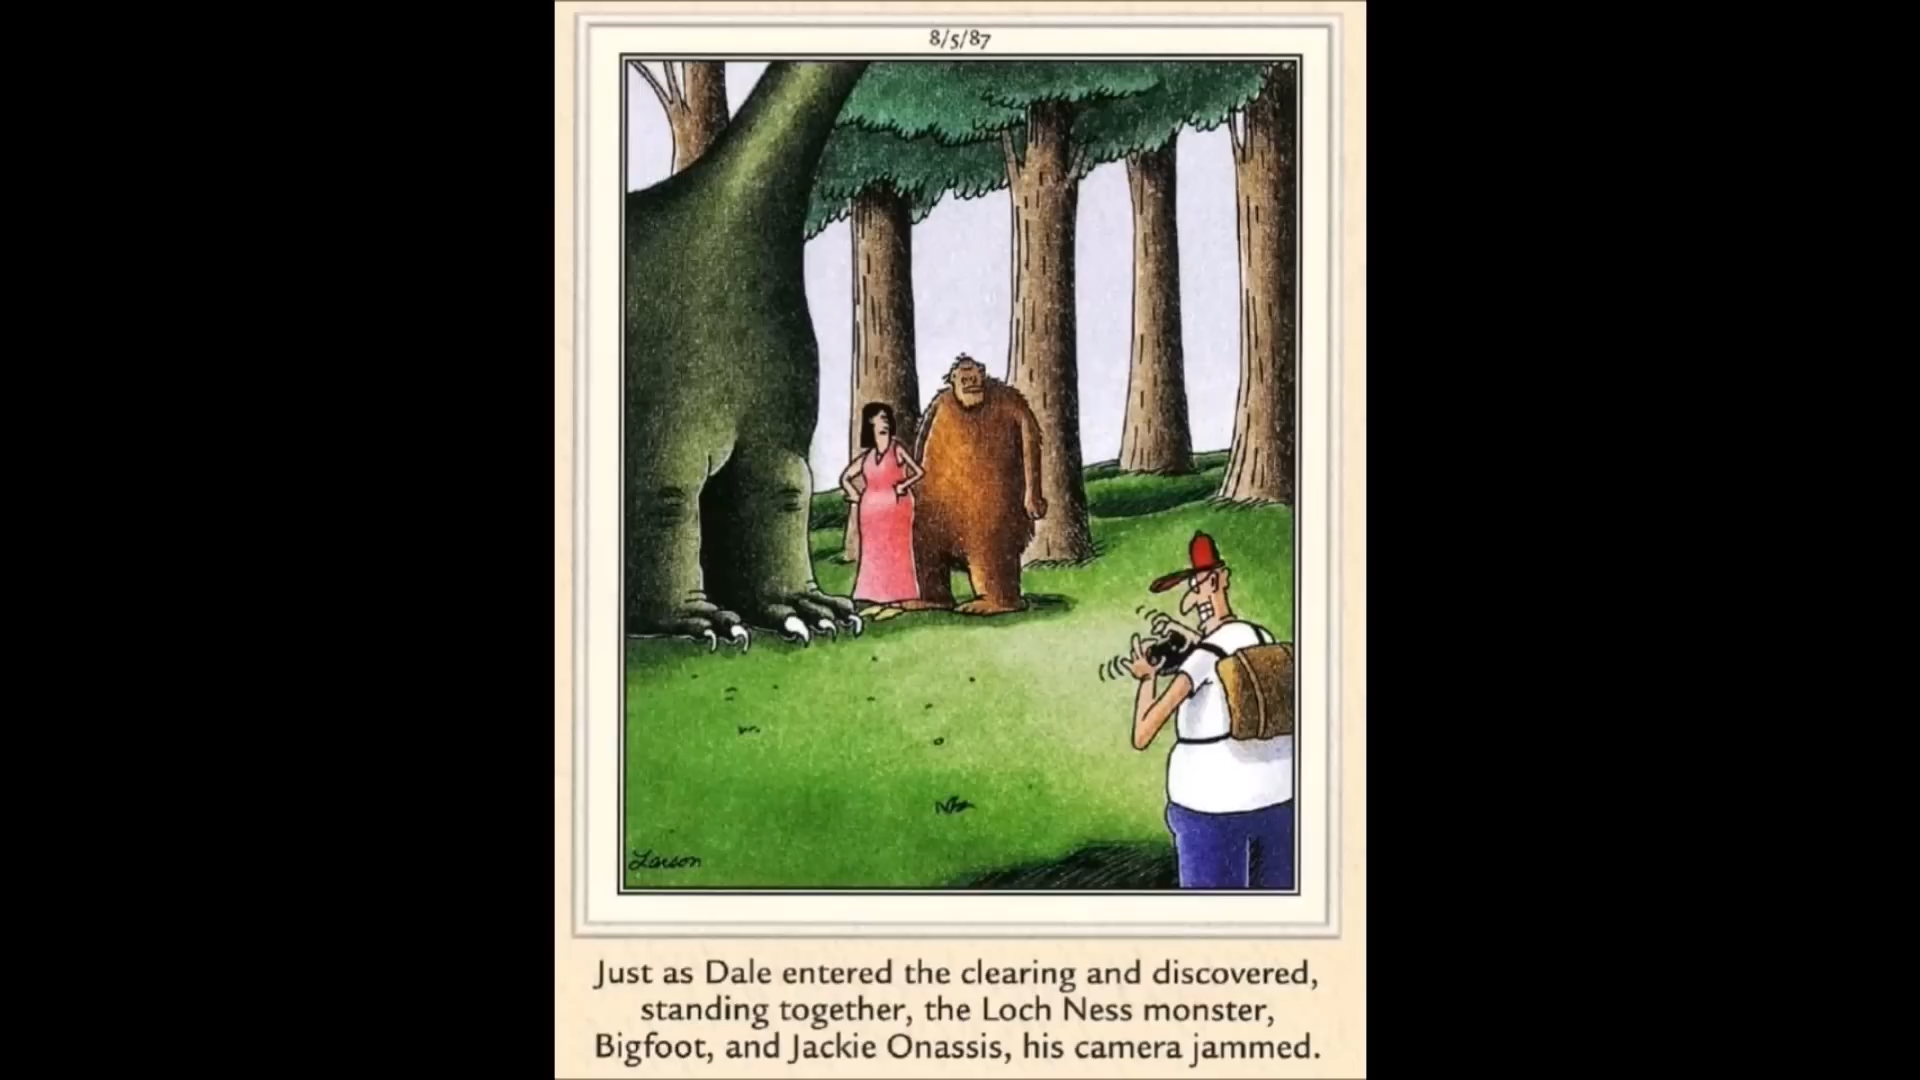 8/5/87
Larson
Just as Dale entered the clearing and discovered,
standing together, the Loch Ness monster,
Bigfoot, and Jackie Onassis, his camera jammed.